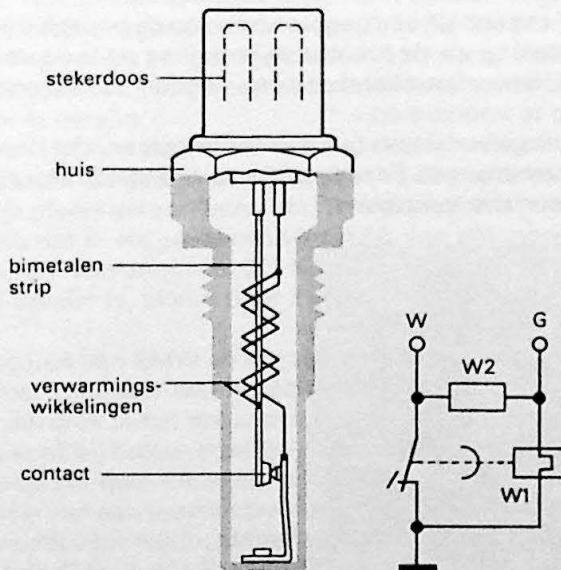 stekerdoos
huis
bimetalen
strip
verwarmings-
wikkelingen
contact
W
G
W2
W1